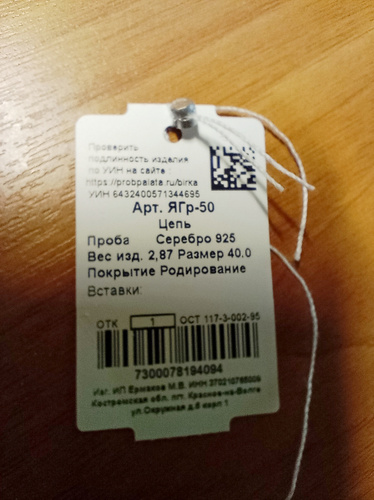 Проверить
подлинность изделия
по УИН на сайте
https://probpalata.ru/birka
УИН 6432400571344695
Арт. ЯГр-50
Цепь
Проба Серебро 925
Вес изд. 2,87 Размер 40.0
Покрытие Родирование
Вставки:
ОТК 1 ОСТ 117-3-002-95
7300078194094
Изг. ИП Ермаков М.В. ИНН 370210765009
Костромская обл. пгт. Красное-на-Волге
ул.Окружная д.6 корп 1